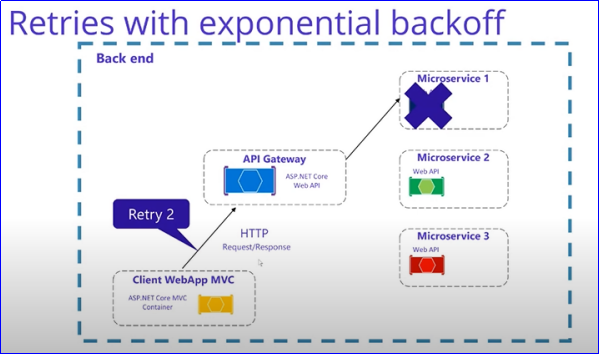 Retries with exponential backoff
Back end
Microservice 1
API Gateway
ASP.NET Core
Web API
Microservice 2
Web API
Retry 2
HTTP
Request/Response
Microservice 3
Web API
Client WebApp MVC
ASP.NET Core MVC
Container